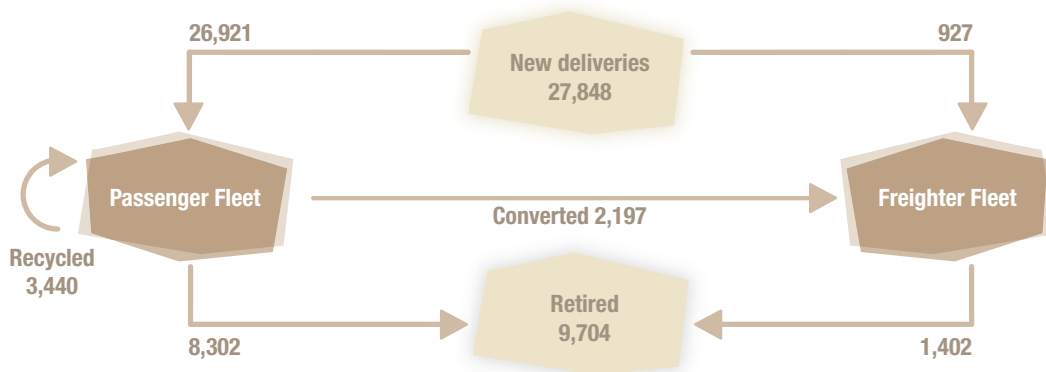 26,921
927
New deliveries
27,848
Passenger Fleet
Freighter Fleet
Converted 2,197
Recycled
3,440
Retired
9,704
8,302
1,402